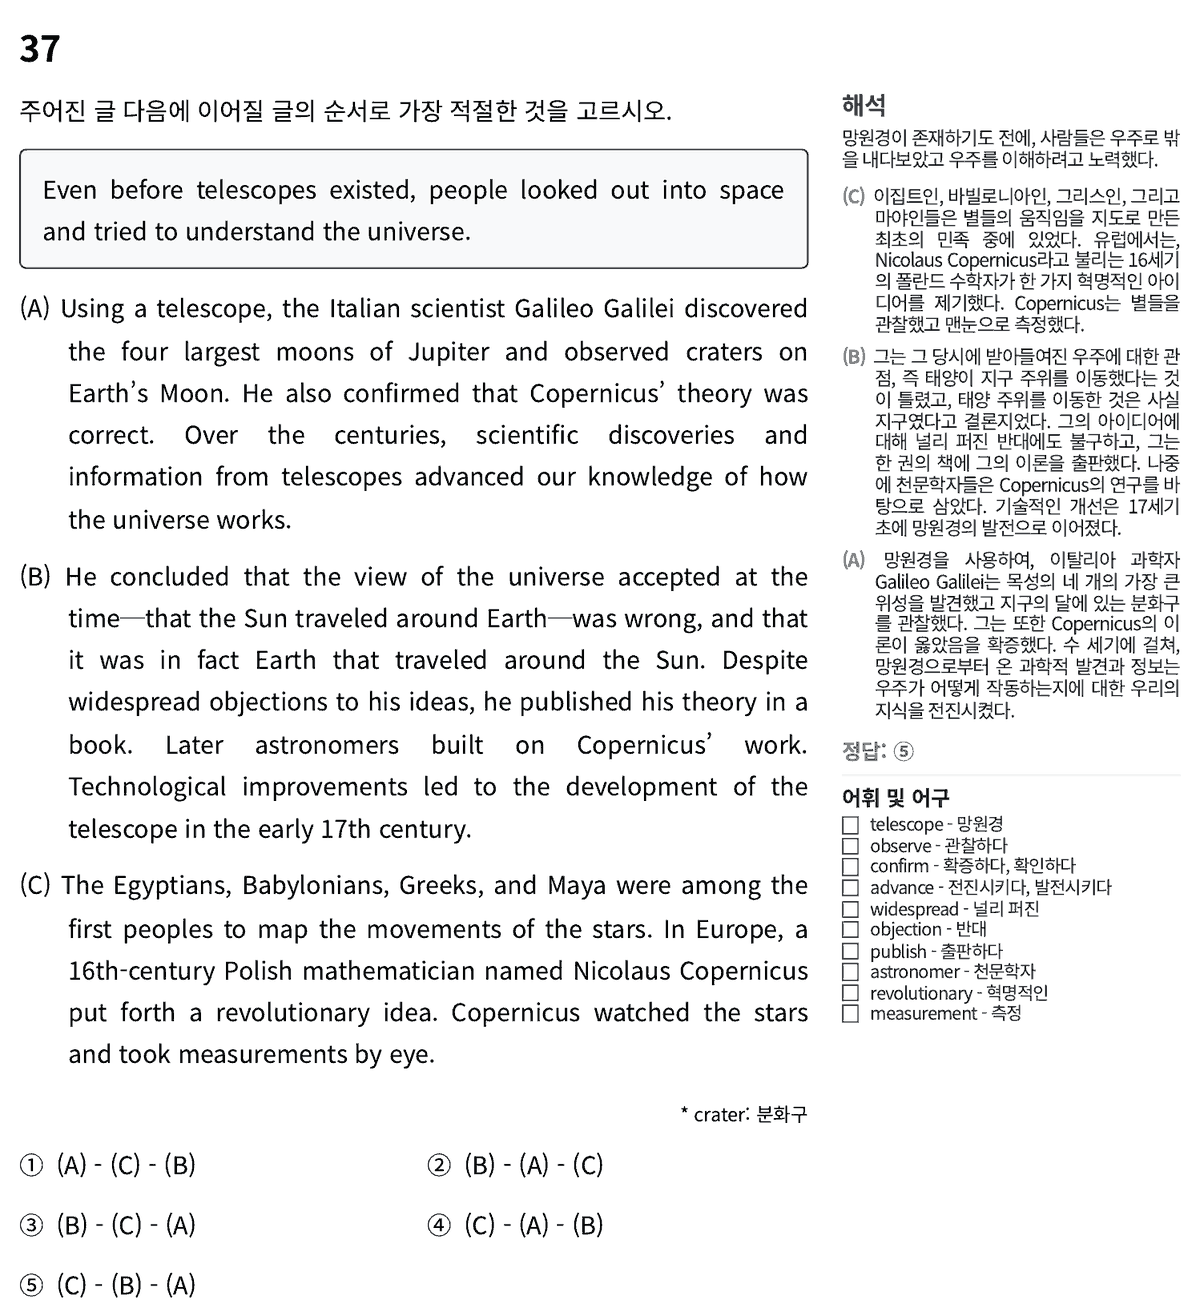 37
주어진 글 다음에 이어질 글의 순서로 가장 적절한 것을 고르시오.
Even before telescopes existed, people looked out into space
and tried to understand the universe.
(A) Using a telescope, the Italian scientist Galileo Galilei discovered
the four largest moons of Jupiter and observed craters on
Earth's Moon. He also confirmed that Copernicus' theory was
correct. Over the centuries, scientific discoveries and
information from telescopes advanced our knowledge of how
the universe works.
(B) He concluded that the view of the universe accepted at the
time—that the Sun traveled around Earth—was wrong, and that
it was in fact Earth that traveled around the Sun. Despite
widespread objections to his ideas, he published his theory in a
book. Later astronomers built on Copernicus' work.
Technological improvements led to the development of the
telescope in the early 17th century.
(C) The Egyptians, Babylonians, Greeks, and Maya were among the
first peoples to map the movements of the stars. In Europe, a
16th-century Polish mathematician named Nicolaus Copernicus
put forth a revolutionary idea. Copernicus watched the stars
and took measurements by eye.
* crater: 분화구
① (A) - (C) - (B)
② (B) - (A) - (C)
③ (B) - (C) - (A)
④ (C) - (A) - (B)
⑤ (C) - (B) - (A)
해석
망원경이 존재하기도 전에, 사람들은 우주로 밖
을 내다보았고 우주를 이해하려고 노력했다.
(C) 이집트인, 바빌로니아인, 그리스인, 그리고
마야인들은 별들의 움직임을 지도로 만든
최초의 민족 중에 있었다. 유럽에서는,
Nicolaus Copernicus라고 불리는 16세기
의 폴란드 수학자가 한 가지 혁명적인 아이
디어를 제기했다. Copernicus는 별들을
관찰했고 맨눈으로 측정했다.
(B) 그는 그 당시에 받아들여진 우주에 대한 관
점, 즉 태양이 지구 주위를 이동했다는 것
이 틀렸고, 태양 주위를 이동한 것은 사실
지구였다고 결론지었다. 그의 아이디어에
대해 널리 퍼진 반대에도 불구하고, 그는
한 권의 책에 그의 이론을 출판했다. 나중
에 천문학자들은 Copernicus의 연구를 바
탕으로 삼았다. 기술적인 개선은 17세기
초에 망원경의 발전으로 이어졌다.
(A) 망원경을 사용하여, 이탈리아 과학자
Galileo Galilei는 목성의 네 개의 가장 큰
위성을 발견했고 지구의 달에 있는 분화구
를 관찰했다. 그는 또한 Copernicus의 이
론이 옳았음을 확증했다. 수 세기에 걸쳐,
망원경으로부터 온 과학적 발견과 정보는
우주가 어떻게 작동하는지에 대한 우리의
지식을 전진시켰다.
정답: ⑤
어휘 및 어구
□ telescope - 망원경
□ observe - 관찰하다
□ confirm - 확증하다, 확인하다
□ advance - 전진시키다, 발전시키다
□ widespread - 널리 퍼진
□ objection - 반대
□ publish - 출판하다
□ astronomer - 천문학자
□ revolutionary - 혁명적인
□ measurement - 측정